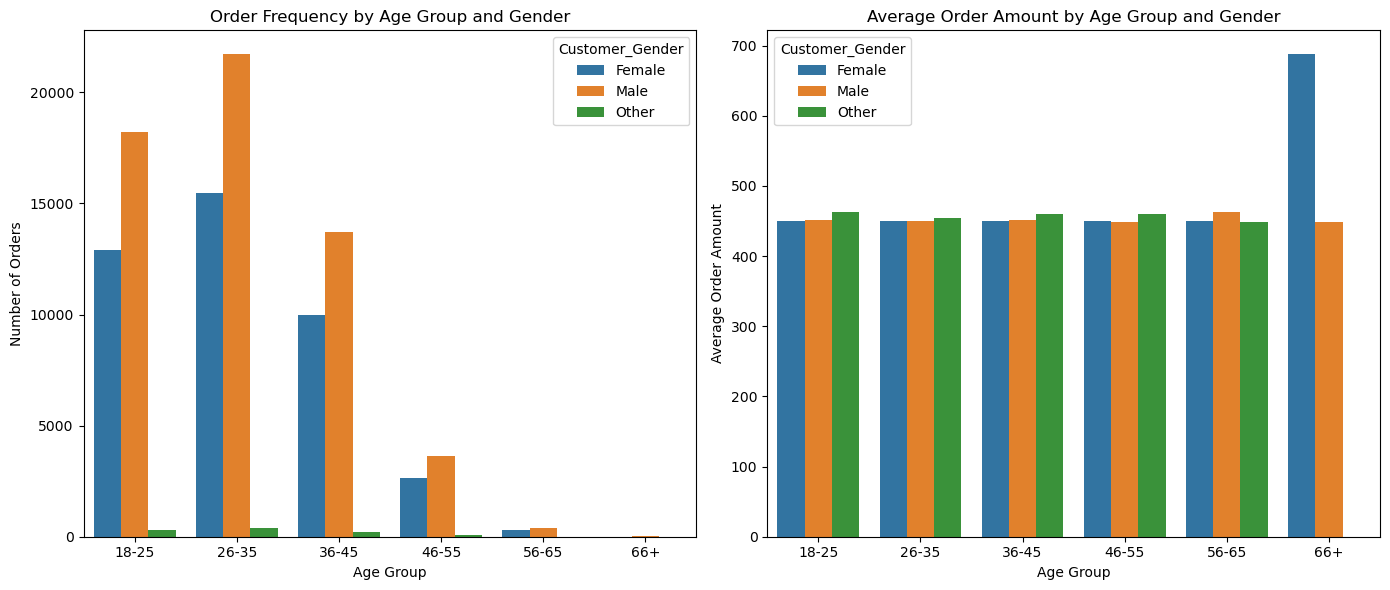 Order Frequency by Age Group and Gender
Customer_Gender
Female
Male
Other
20000
15000
10000
5000
0
Number of Orders
18-25 26-35 36-45 46-55 56-65 66+
Age Group
Average Order Amount by Age Group and Gender
Customer_Gender
Female
Male
Other
700
600
500
400
300
200
100
0
Average Order Amount
18-25 26-35 36-45 46-55 56-65 66+
Age Group